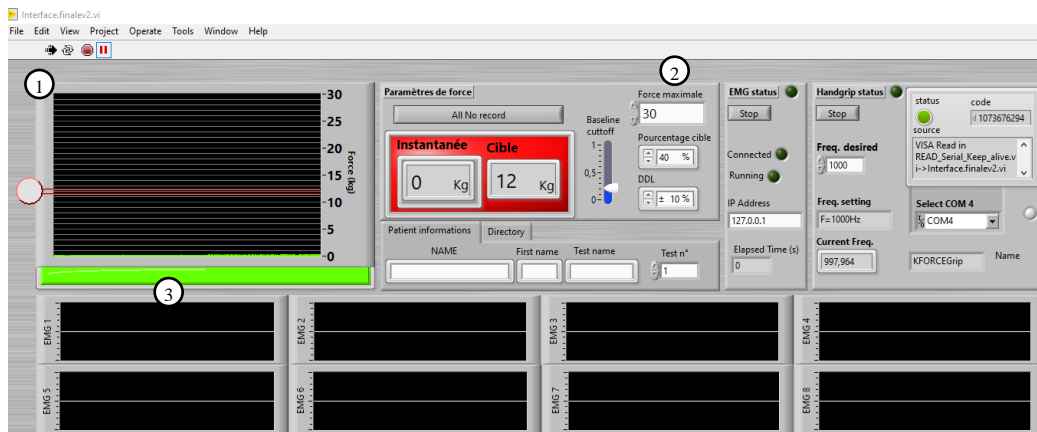 Interface.finalev2.vi
File Edit View Project Operate Tools Window Help
1
30
25
20
15
10
5
0
Force (kg)
3
2
Paramètres de force
All No record
Instantanée
0 Kg
Cible
12 Kg
Baseline
cuttoff
1
0,5
0
Force maximale
30
Pourcentage cible
40 %
DDL
± 10 %
Patient informations Directory
NAME First name Test name Test n°
1
EMG status
Stop
Connected
Running
IP Address
127.0.0.1
Elapsed Time (s)
0
Handgrip status
Stop
Freq. desired
1000
Freq. setting
F=1000Hz
Current Freq.
997,964
status code
d 1073676294
source
VISA Read in
READ_Serial_Keep_alive.v
i->Interface.finalev2.vi
Select COM 4
COM4
KFORCEGrip Name
EMG 1
EMG 2
EMG 3
EMG 4
EMG 5
EMG 6
EMG 7
EMG 8